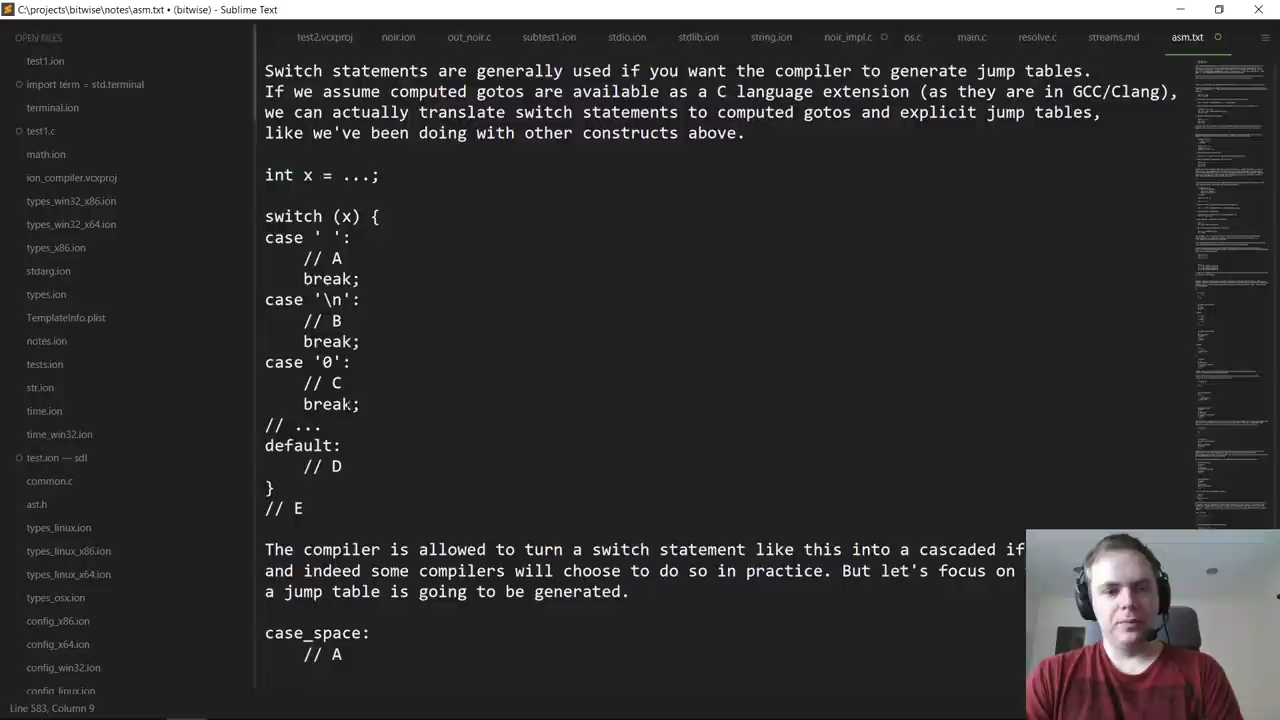 C:\projects\bitwise\notes\asm.txt • (bitwise) - Sublime Text
OPEN FILES
test1.ion
import term — std.terminal
terminal.ion
test1.c
math.ion
ion_compiler.vcxproj
types_win32_x86.ion
types_win32_x64.ion
types_x86.ion
stdarg.ion
types.ion
TemplateInfo.plist
notes.ion
tests.ion
str.ion
time.ion
time_win32.ion
test.ion — sdl
common.c
ast.h
types_linux.ion
types_linux_x86.ion
types_linux_x64.ion
types_osx.ion
config_x86.ion
config_x64.ion
config_win32.ion
config_linux.ion
test2.vcxproj noir.ion out_noir.c subtest1.ion stdio.ion stdlib.ion string.ion noir_impl.c os.c main.c resolve.c streams.md asm.txt
Switch statements are generally used if you want the compiler to generate jump tables.
If we assume computed gotos are available as a C language extension (as they are in GCC/Clang),
we can actually translate switch statements to computed gotos and explicit jump tables,
like we've been doing with other constructs above.
int x = ...;
switch (x) {
case ' ':
// A
break;
case '\n':
// B
break;
case '0':
// C
break;
// ...
default:
// D
}
// E
The compiler is allowed to turn a switch statement like this into a cascaded if
and indeed some compilers will choose to do so in practice. But let's focus on
a jump table is going to be generated.
case_space:
// A
Line 583, Column 9